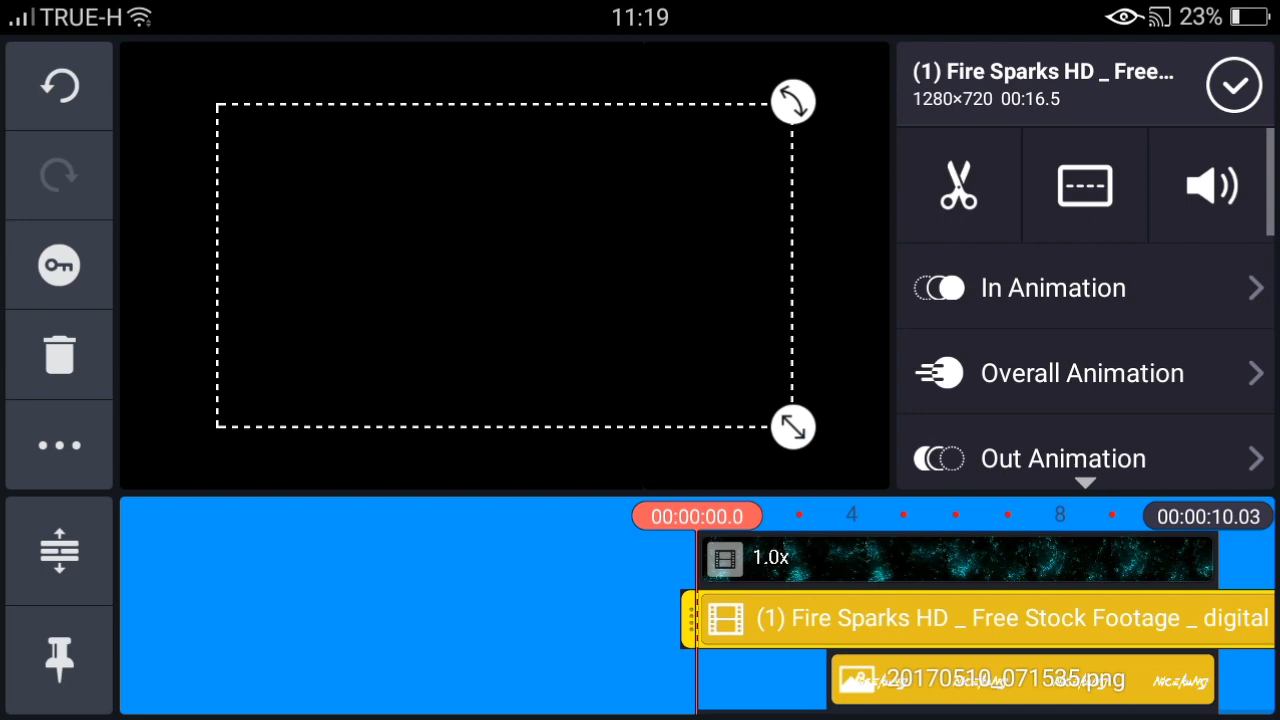 TRUE-H
11:19
23%
(1) Fire Sparks HD _ Free...
1280×720 00:16.5
In Animation
Overall Animation
Out Animation
00:00:00.0
4
8
00:00:10.03
1.0x
(1) Fire Sparks HD _ Free Stock Footage _ digital
20170510_071535.png